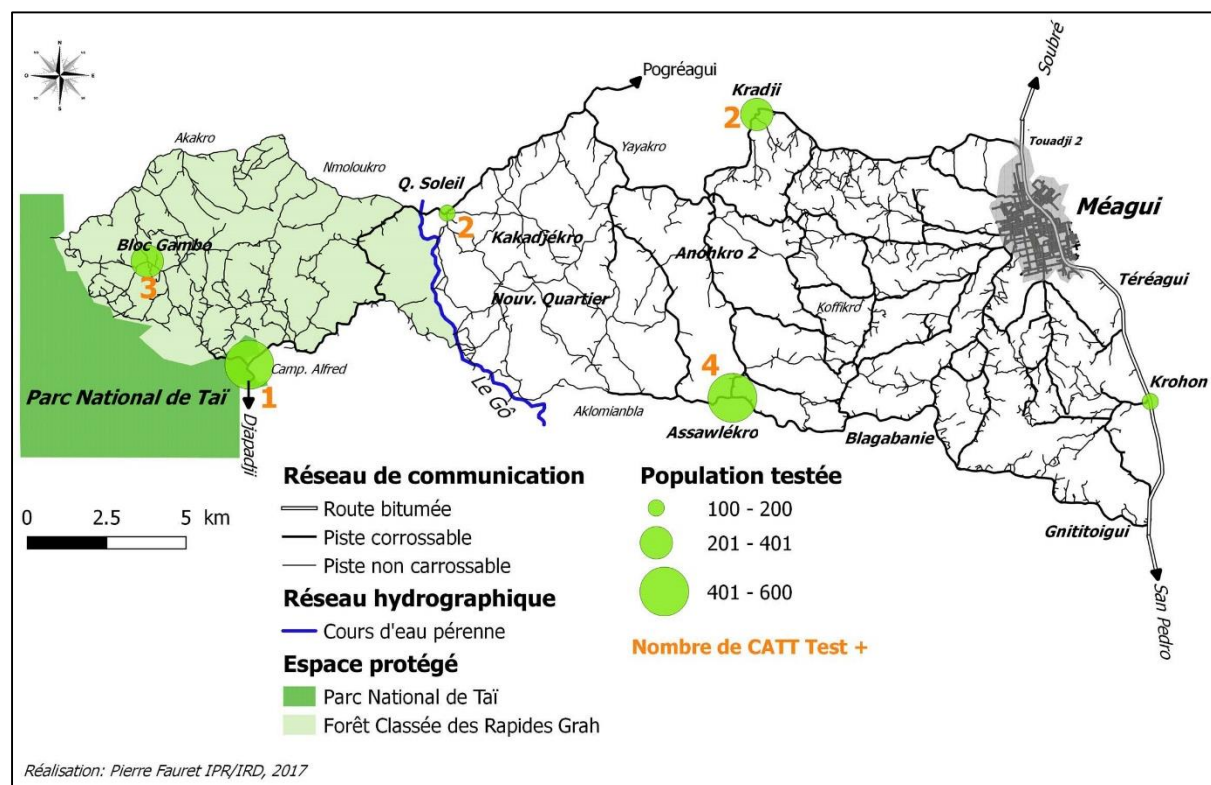 N
O
E
S
Pogréagui
Soubré
Kradji
2
Akakro
Yayakro
Touadji 2
Nmoloukro
Q. Soleil
Méagui
2
Kakadjékro
Bloc Gambo
Anohkro 2
Téréagui
3
Nouv. Quartier
Koffikro
4
Camp. Alfred
Krohon
Parc National de Taï
1
Le Gô
Aklomianbla
Djapadji
Assawlékro
Blagabanie
Gnititoigui
San Pedro
0 2.5 5 km
Réseau de communication
Route bitumée
Piste corrossable
Piste non carrossable
Réseau hydrographique
Cours d'eau pérenne
Espace protégé
Parc National de Taï
Forêt Classée des Rapides Grah
Population testée
100 - 200
201 - 401
401 - 600
Nombre de CATT Test +
Réalisation: Pierre Fauret IPR/IRD, 2017